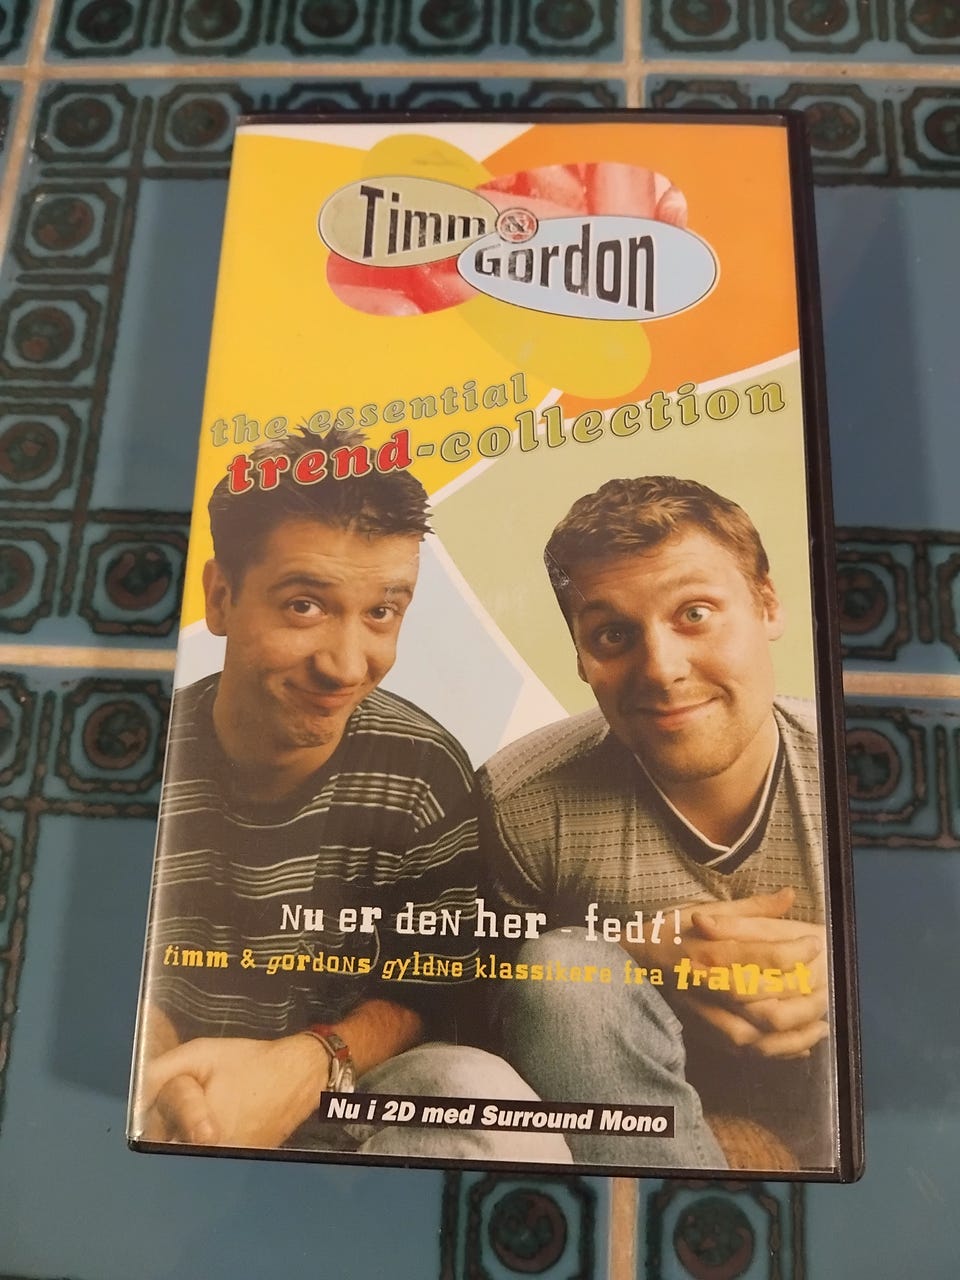 Timm
&
Gordon
the essential
trend-collection
Nu er den her - fedt!
timm & gordons gyldne klassikere fra transit
Nu i 2D med Surround Mono